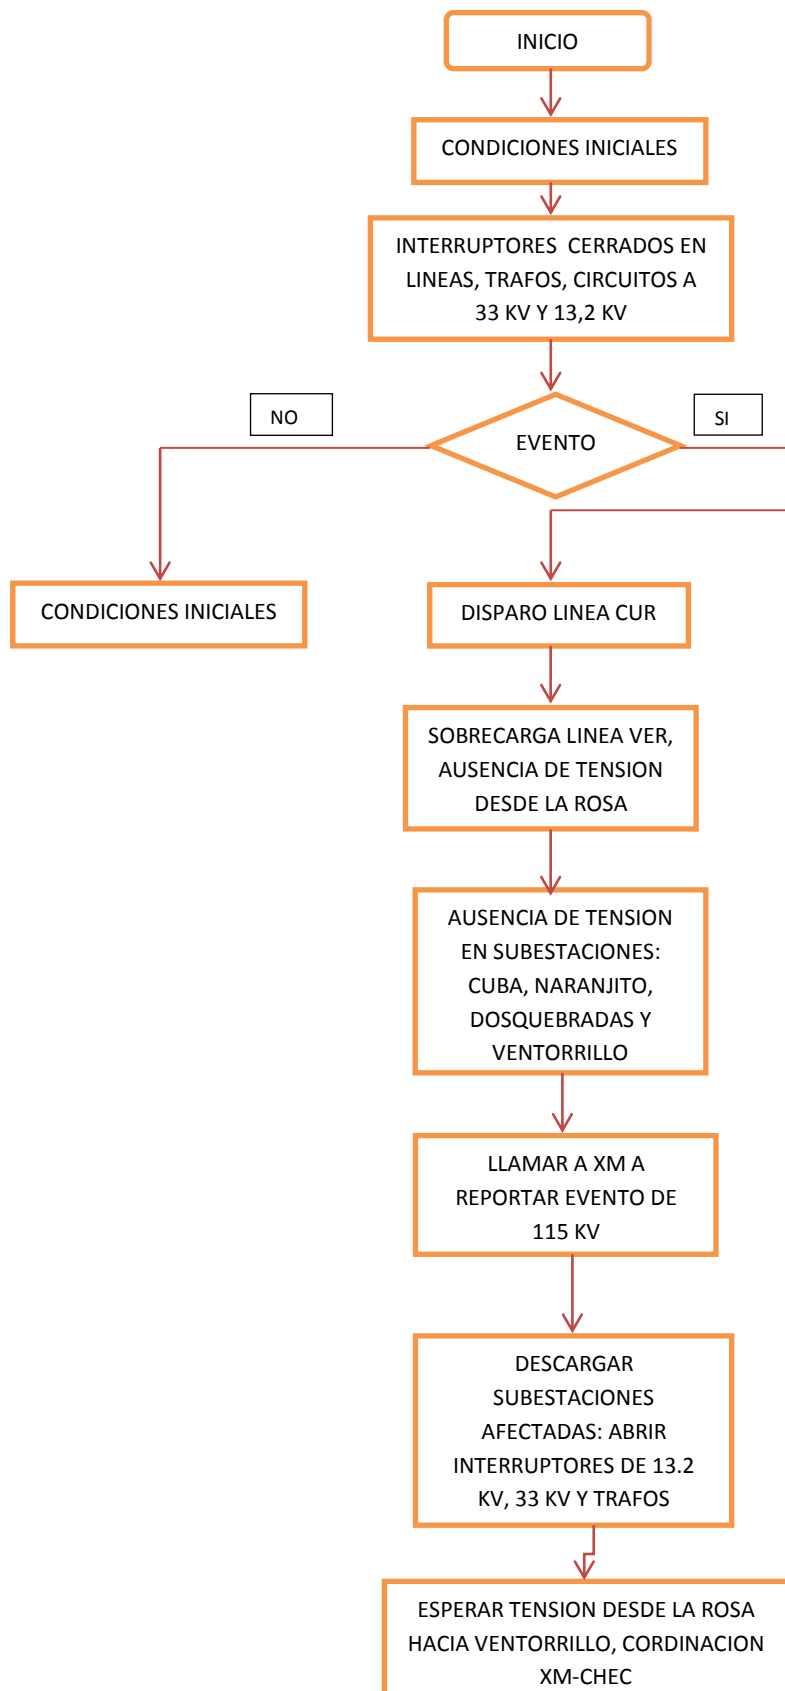 INICIO
CONDICIONES INICIALES
INTERRUPTORES CERRADOS EN
LINEAS, TRAFOS, CIRCUITOS A
33 KV Y 13,2 KV
NO
SI
EVENTO
CONDICIONES INICIALES
DISPARO LINEA CUR
SOBRECARGA LINEA VER,
AUSENCIA DE TENSION
DESDE LA ROSA
AUSENCIA DE TENSION
EN SUBESTACIONES:
CUBA, NARANJITO,
DOSQUEBRADAS Y
VENTORRILLO
LLAMAR A XM A
REPORTAR EVENTO DE
115 KV
DESCARGAR
SUBESTACIONES
AFECTADAS: ABRIR
INTERRUPTORES DE 13.2
KV, 33 KV Y TRAFOS
ESPERAR TENSION DESDE LA ROSA
HACIA VENTORRILLO, CORDINACION
XM-CHEC